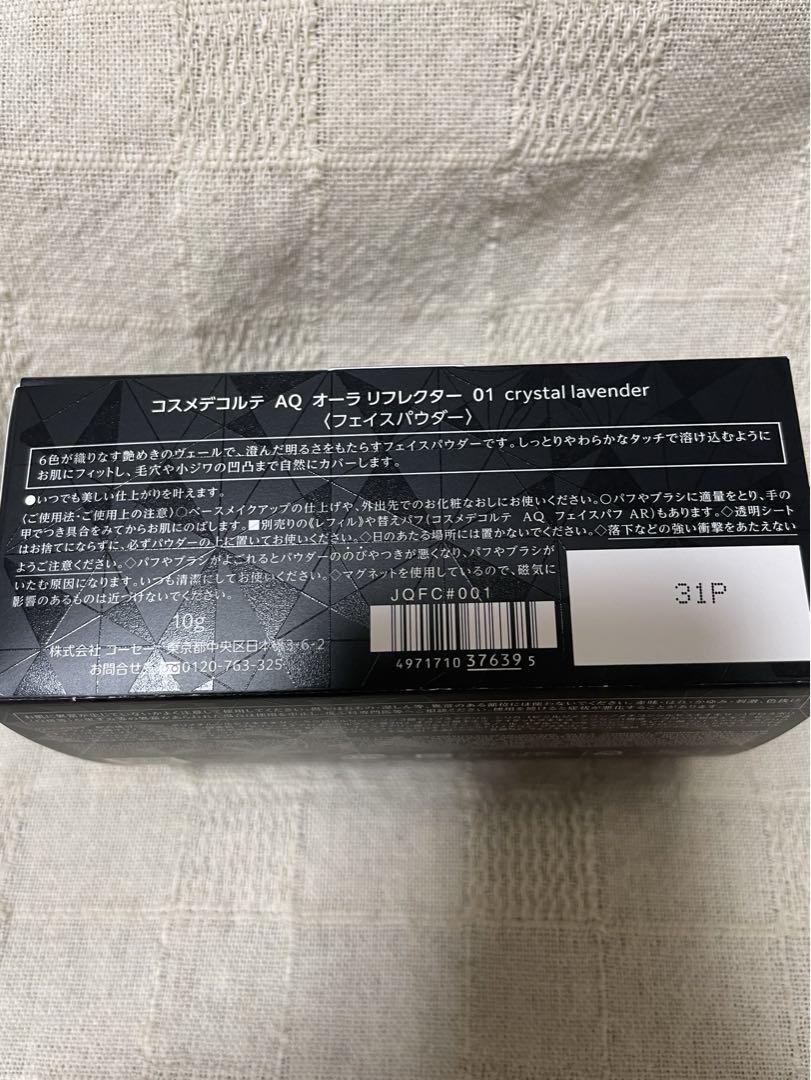 コスメデコルテ AQ オーラ リフレクター 01 crystal lavender
〈フェイスパウダー〉
6色が織りなす艶めきのヴェールで、澄んだ明るさをもたらすフェイスパウダーです。しっとりやわらかなタッチで溶け込むように
お肌にフィットし、毛穴や小ジワの凹凸まで自然にカバーします。
●いつでも美しい仕上がりを叶えます。
〈ご使用法・ご使用上の注意〉○ベースメイクアップの仕上げや、外出先でのお化粧なおしにお使いください。○パフやブラシに適量をとり、手の
甲でつき具合をみてからお肌にのばします。■別売りの《レフィル》や替えパフ(コスメデコルテ AQ フェイスパフ AR)もあります。◇透明シート
はお捨てにならずに、必ずパウダーの上に置いてお使いください。◇日のあたる場所には置かないでください。◇落下などの強い衝撃をあたえない
ようご注意ください。◇パフやブラシがよごれるとパウダーののびやつきが悪くなり、パフやブラシが
いたむ原因になります。いつも清潔にしてお使いください。◇マグネットを使用しているので、磁気に
影響のあるものは近づけないでください。
JQFC#001
31P
10g
株式会社 コーセー 東京都中央区日本橋3-6-2
お問合せ先 0120-763-325
4971710 37639 5